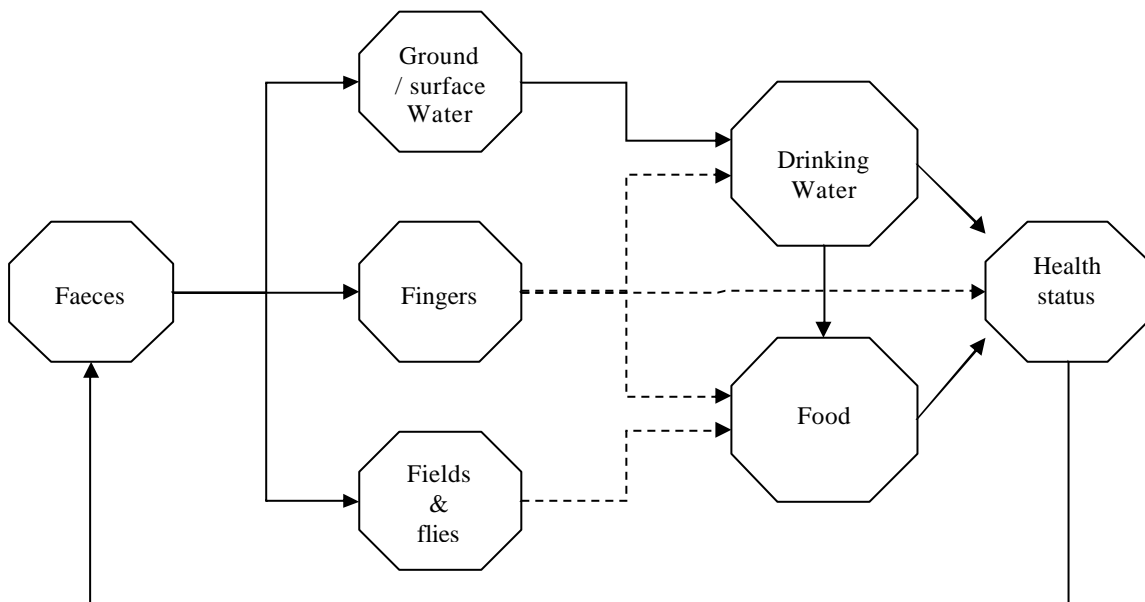 Ground
/ surface
Water
Drinking
Water
Faeces
Fingers
Health
status
Food
Fields
&
flies